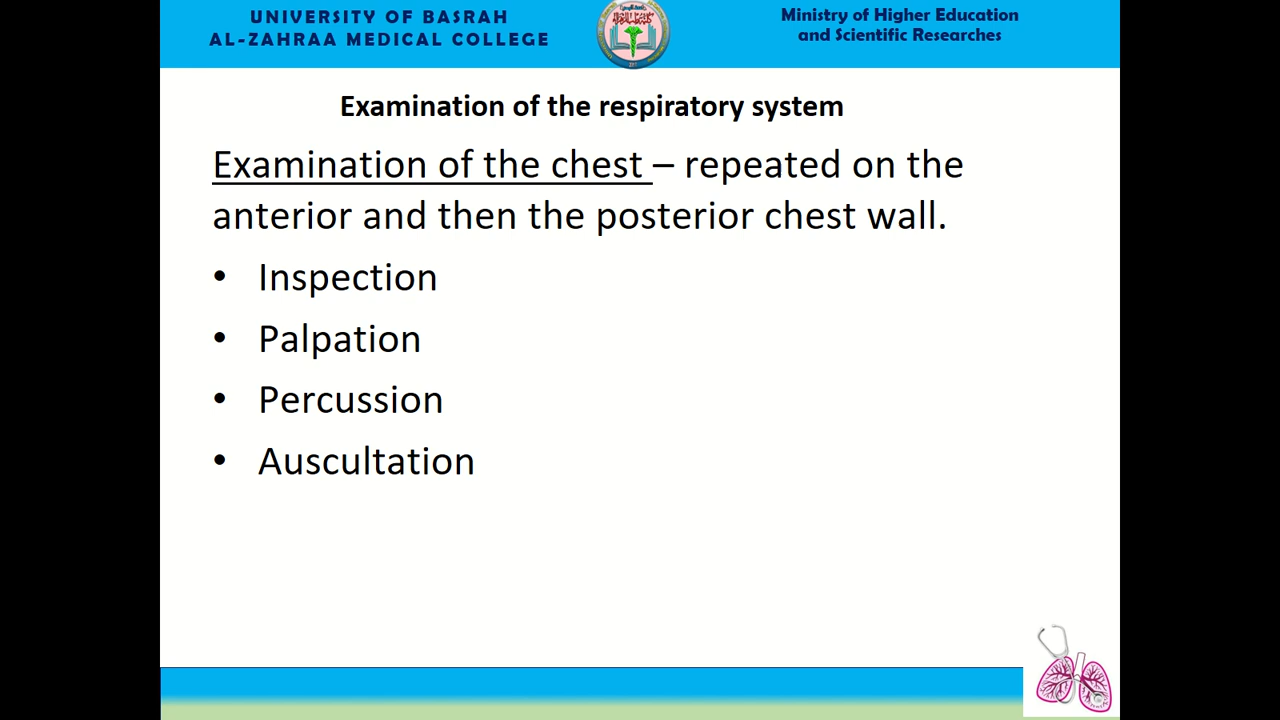 UNIVERSITY OF BASRAH
AL-ZAHRAA MEDICAL COLLEGE
Ministry of Higher Education
and Scientific Researches
Examination of the respiratory system
Examination of the chest – repeated on the
anterior and then the posterior chest wall.
• Inspection
• Palpation
• Percussion
• Auscultation